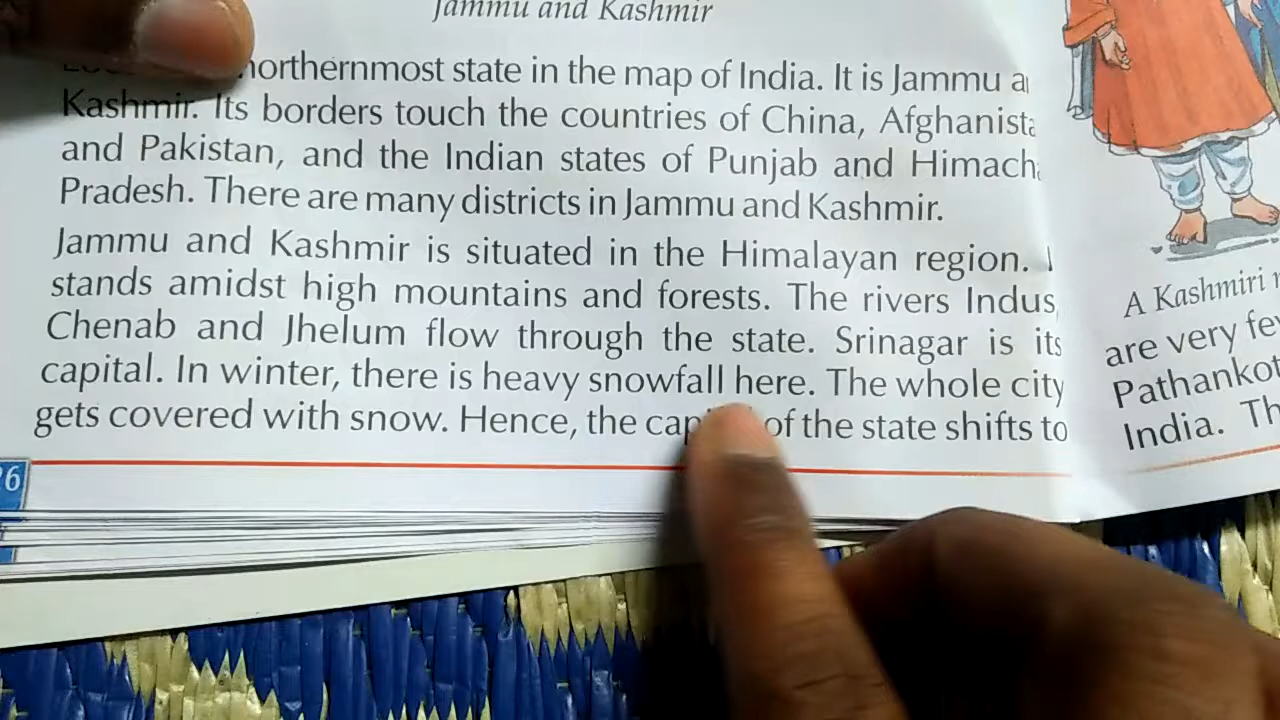 Jammu and Kashmir
northernmost state in the map of India. It is Jammu
Kashmir. Its borders touch the countries of China,
and Pakistan, and the Indian states of Punjab and
Pradesh. There are many districts in Jammu and Kashmir.
Jammu and Kashmir is situated in the Himalayan region.
stands amidst high mountains and forests. The rivers Indus,
Chenab and Jhelum flow through the state. Srinagar is its
capital. In winter, there is heavy snowfall here. The whole city
gets covered with snow. Hence, the of the state shifts to
26
A Kashmiri
are very
Pathankot
India.